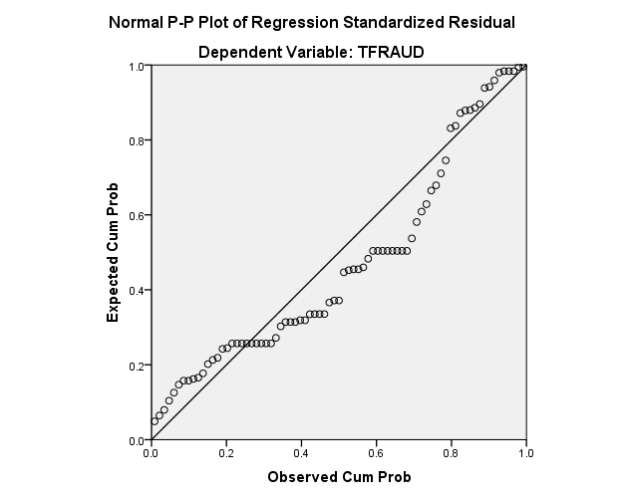 Normal P-P Plot of Regression Standardized Residual
Dependent Variable: TFRAUD
1.0
0.8
0.6
0.4
0.2
0.0
Expected Cum Prob
0.0 0.2 0.4 0.6 0.8 1.0
Observed Cum Prob